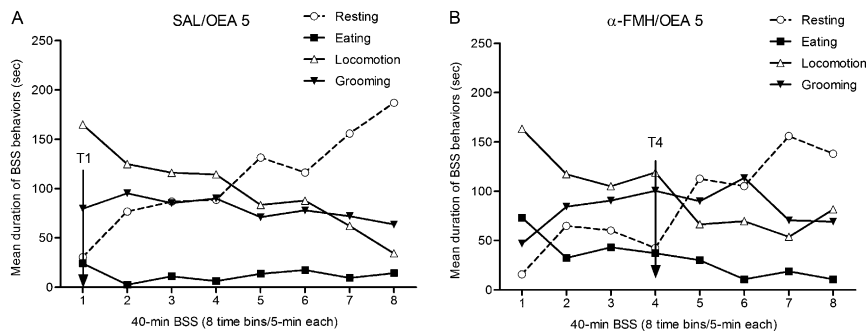 A
SAL/OEA 5
Resting
Eating
Locomotion
Grooming
Mean duration of BSS behaviors (sec)
250
200
150
100
50
0
T1
1 2 3 4 5 6 7 8
40-min BSS (8 time bins/5-min each)
B
α-FMH/OEA 5
Resting
Eating
Locomotion
Grooming
Mean duration of BSS behaviors (sec)
250
200
150
100
50
0
T4
1 2 3 4 5 6 7 8
40-min BSS (8 time bins/5-min each)